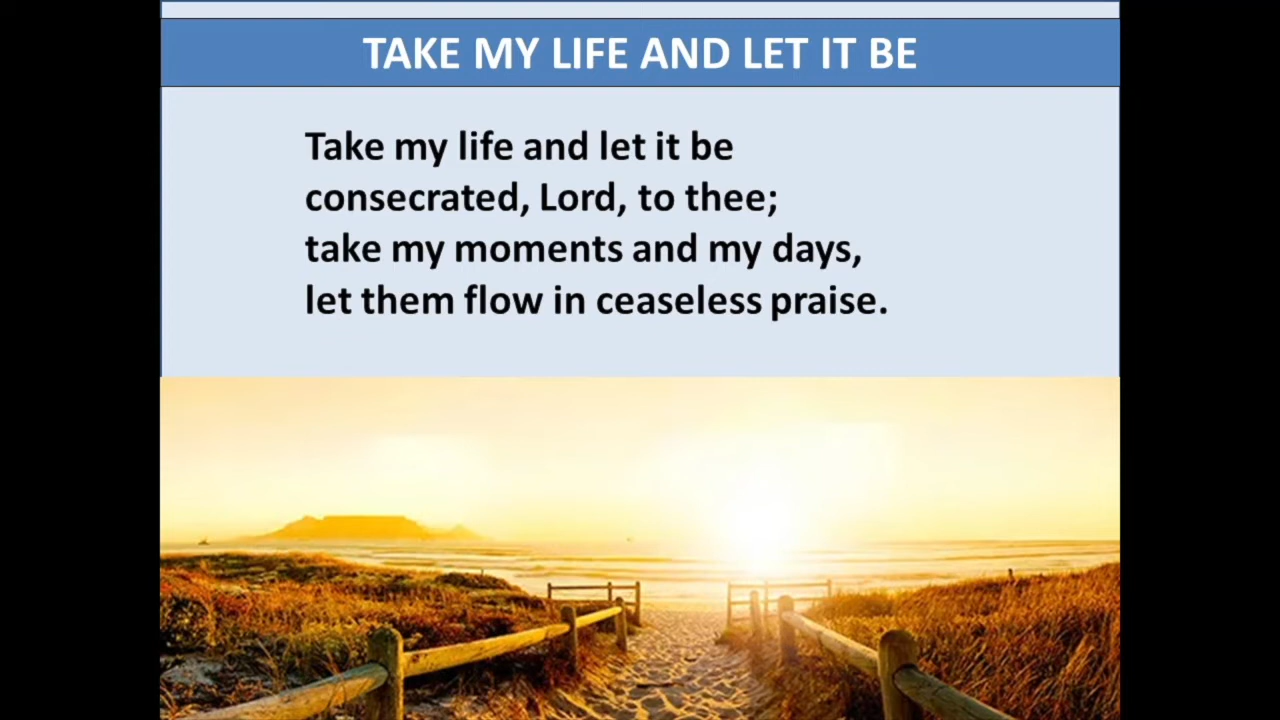 TAKE MY LIFE AND LET IT BE
Take my life and let it be
consecrated, Lord, to thee;
take my moments and my days,
let them flow in ceaseless praise.